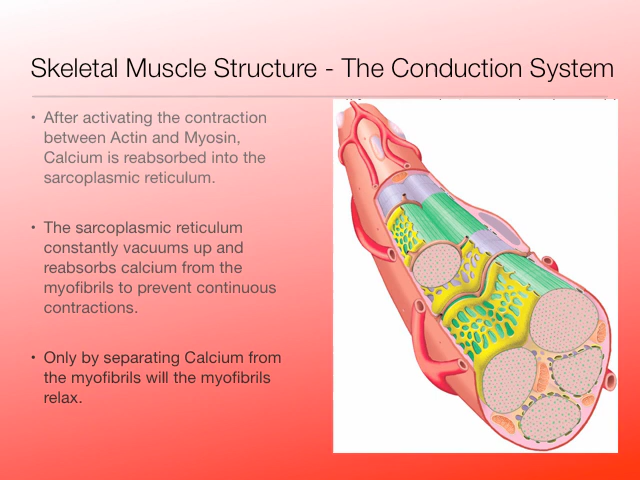 Skeletal Muscle Structure - The Conduction System
• After activating the contraction
between Actin and Myosin,
Calcium is reabsorbed into the
sarcoplasmic reticulum.
• The sarcoplasmic reticulum
constantly vacuums up and
reabsorbs calcium from the
myofibrils to prevent continuous
contractions.
• Only by separating Calcium from
the myofibrils will the myofibrils
relax.